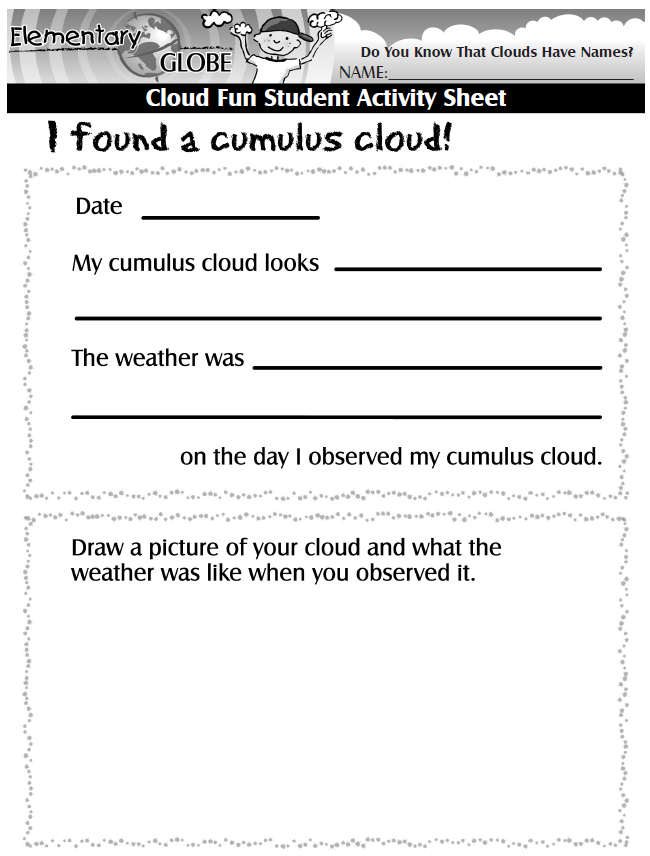 Elementary
GLOBE
Do You Know That Clouds Have Names?
NAME:
Cloud Fun Student Activity Sheet
I found a cumulus cloud!
Date
My cumulus cloud looks
The weather was
on the day I observed my cumulus cloud.
Draw a picture of your cloud and what the
weather was like when you observed it.